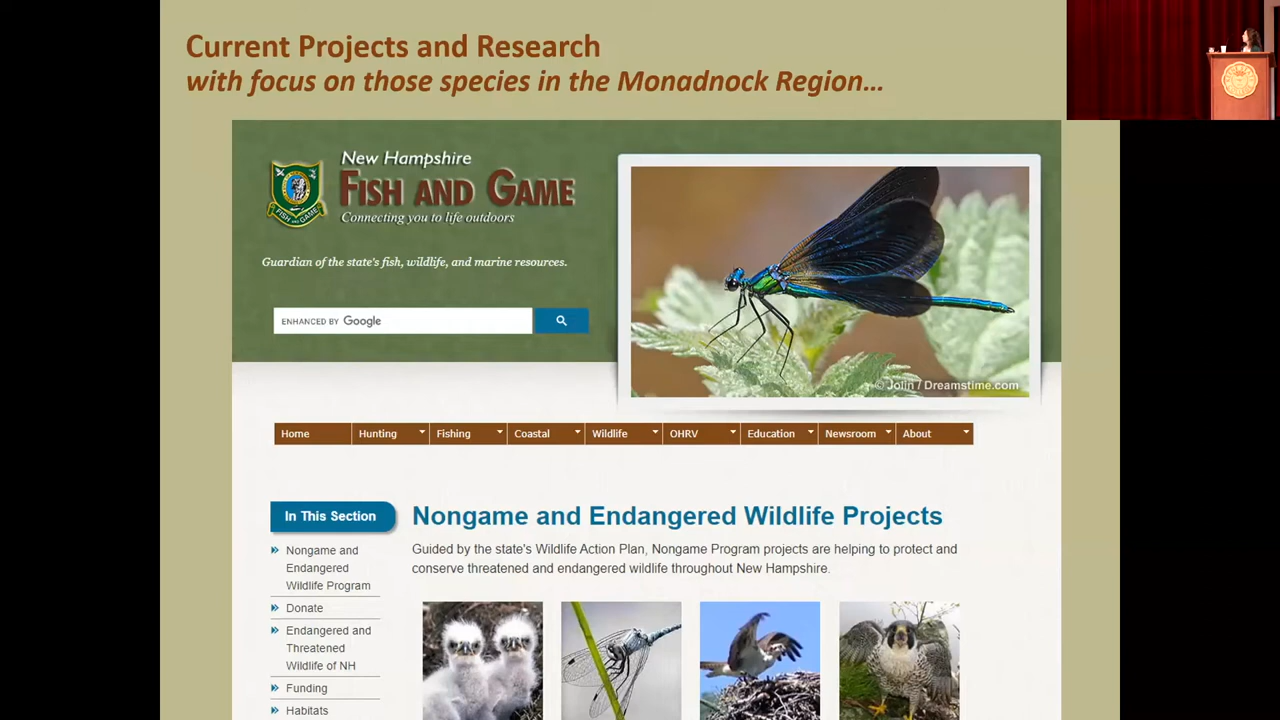 Current Projects and Research
with focus on those species in the Monadnock Region...
New Hampshire
FISH AND GAME
Connecting you to life outdoors
FISH AND GAME
Guardian of the state's fish, wildlife, and marine resources.
ENHANCED BY Google
© Jolin / Dreamstime.com
Home
Hunting
Fishing
Coastal
Wildlife
OHRV
Education
Newsroom
About
In This Section
Nongame and
Endangered
Wildlife Program
Donate
Endangered and
Threatened
Wildlife of NH
Funding
Habitats
Nongame and Endangered Wildlife Projects
Guided by the state's Wildlife Action Plan, Nongame Program projects are helping to protect and
conserve threatened and endangered wildlife throughout New Hampshire.